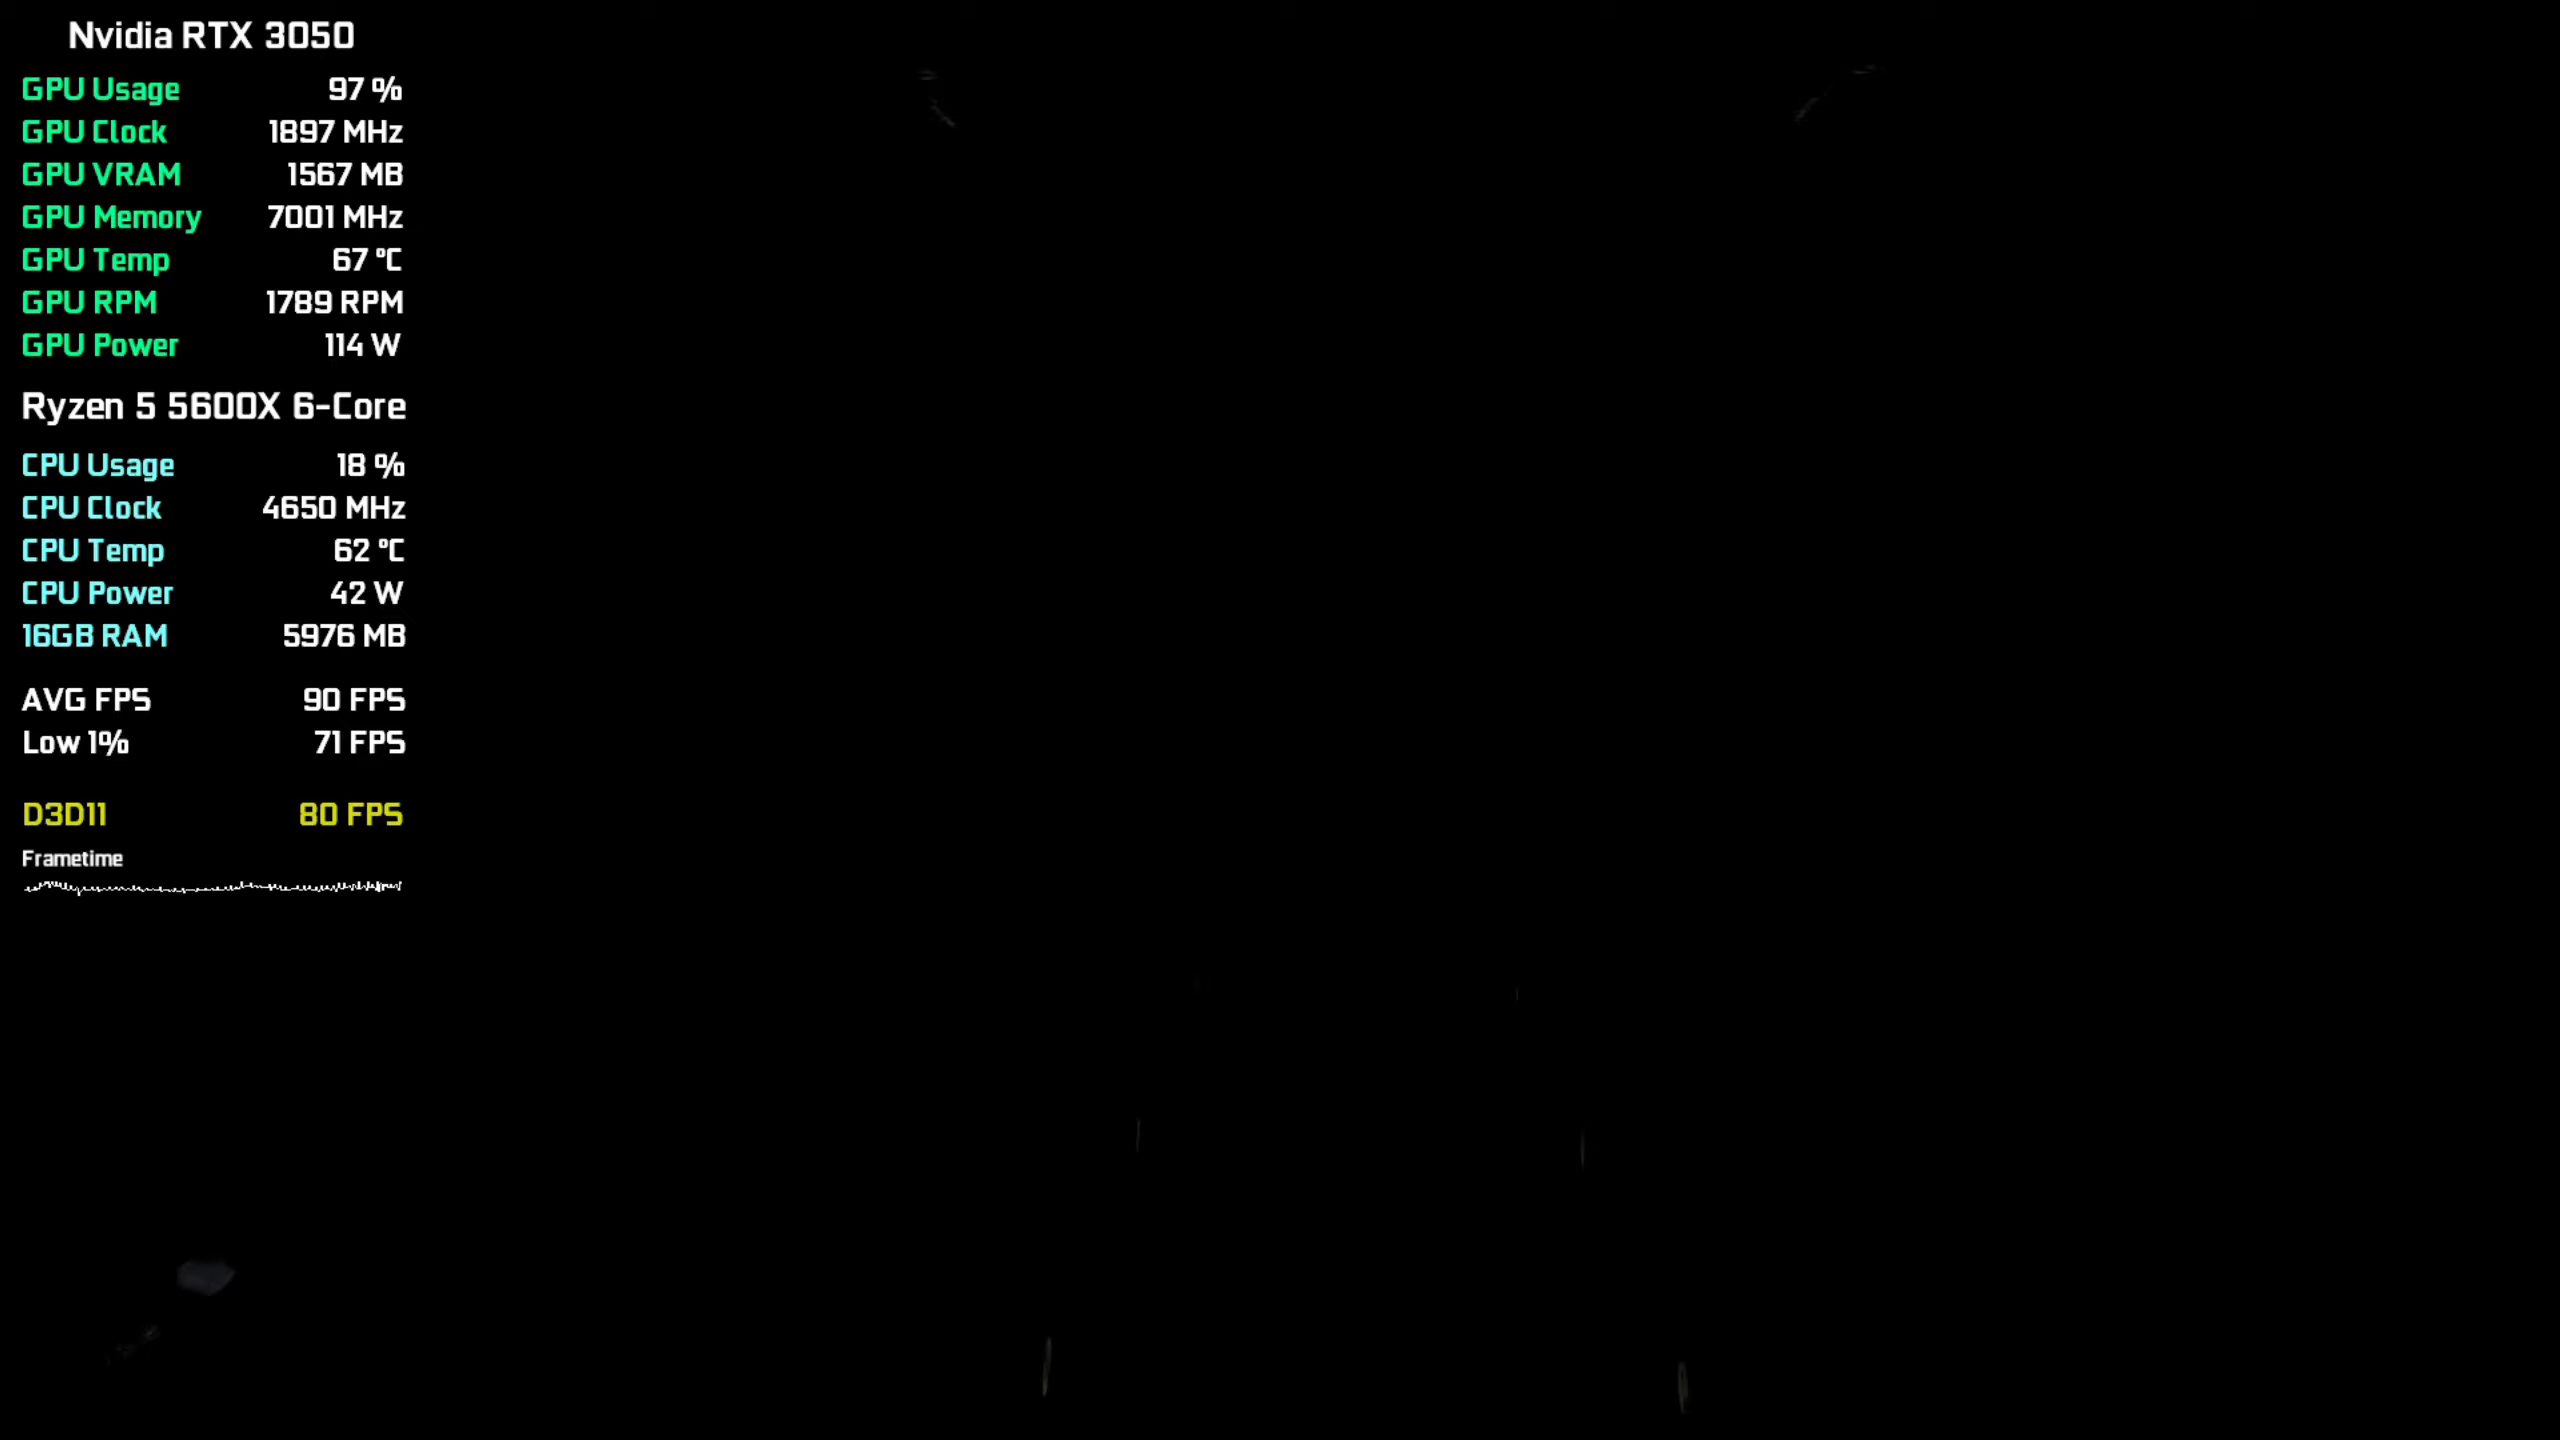 Nvidia RTX 3050
GPU Usage 97 %
GPU Clock 1897 MHz
GPU VRAM 1567 MB
GPU Memory 7001 MHz
GPU Temp 67 °C
GPU RPM 1789 RPM
GPU Power 114 W
Ryzen 5 5600X 6-Core
CPU Usage 18 %
CPU Clock 4650 MHz
CPU Temp 62 °C
CPU Power 42 W
16GB RAM 5976 MB
AVG FPS 90 FPS
Low 1% 71 FPS
D3D11 80 FPS
Frametime